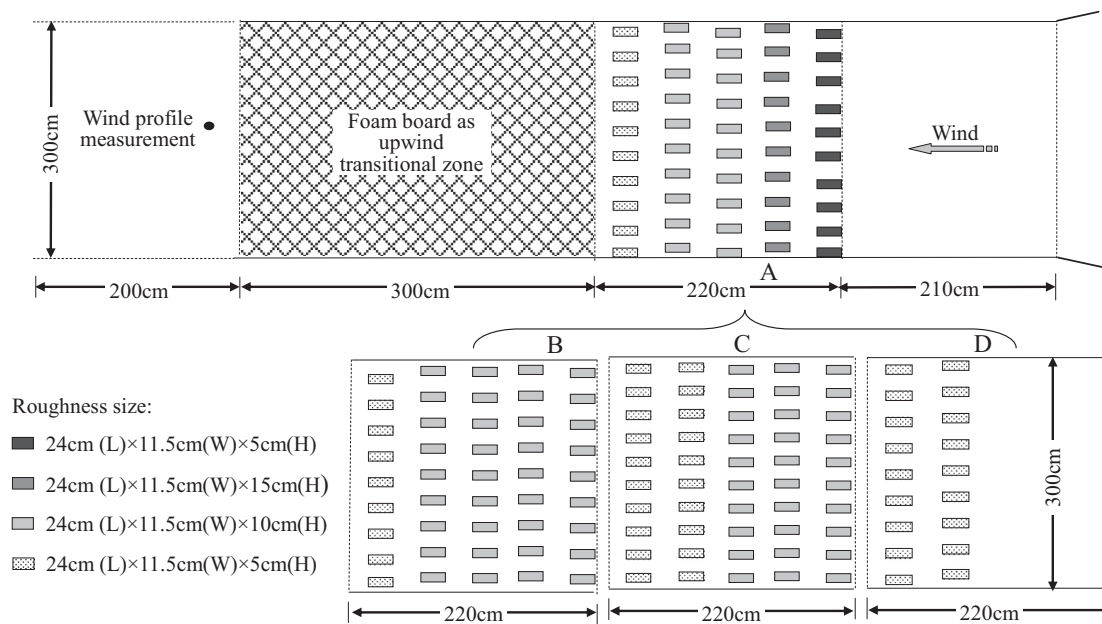 300cm
Wind profile
measurement
Foam board as
upwind
transitional zone
Wind
A
200cm
300cm
220cm
210cm
B
C
D
Roughness size:
24cm (L)×11.5cm(W)×5cm(H)
24cm (L)×11.5cm(W)×15cm(H)
24cm (L)×11.5cm(W)×10cm(H)
24cm (L)×11.5cm(W)×5cm(H)
300cm
220cm
220cm
220cm